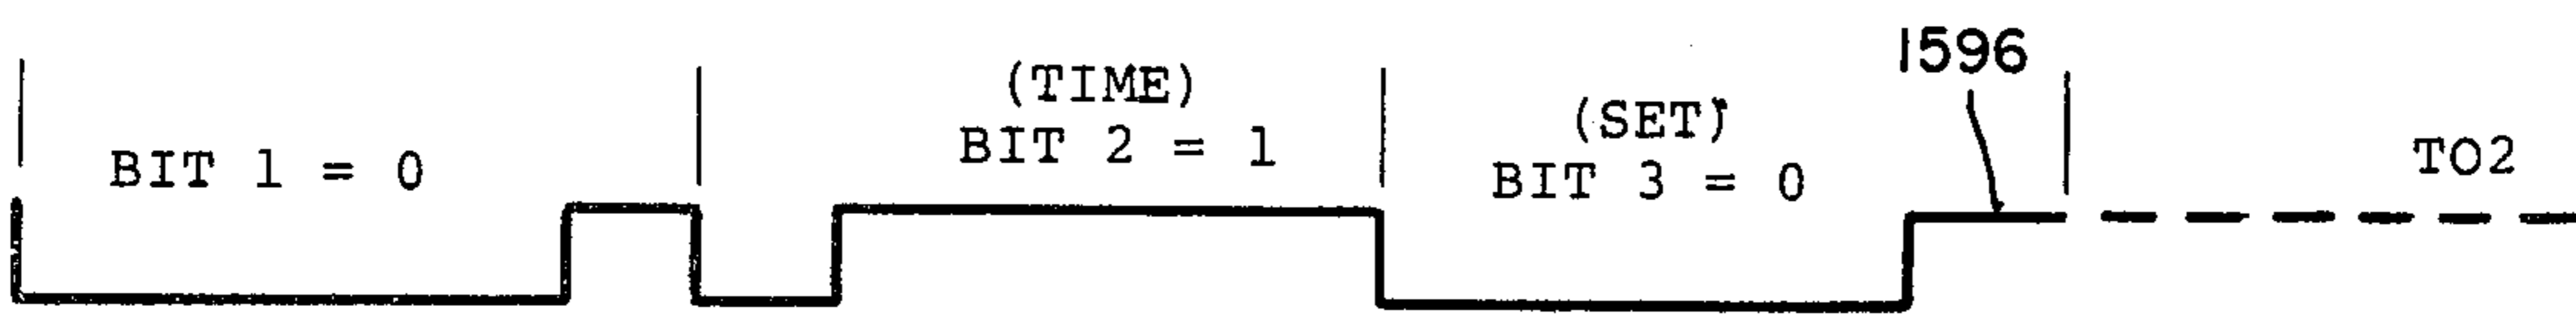 1596
(TIME)
(SET)
BIT 1 = 0
BIT 2 = 1
BIT 3 = 0
TO2